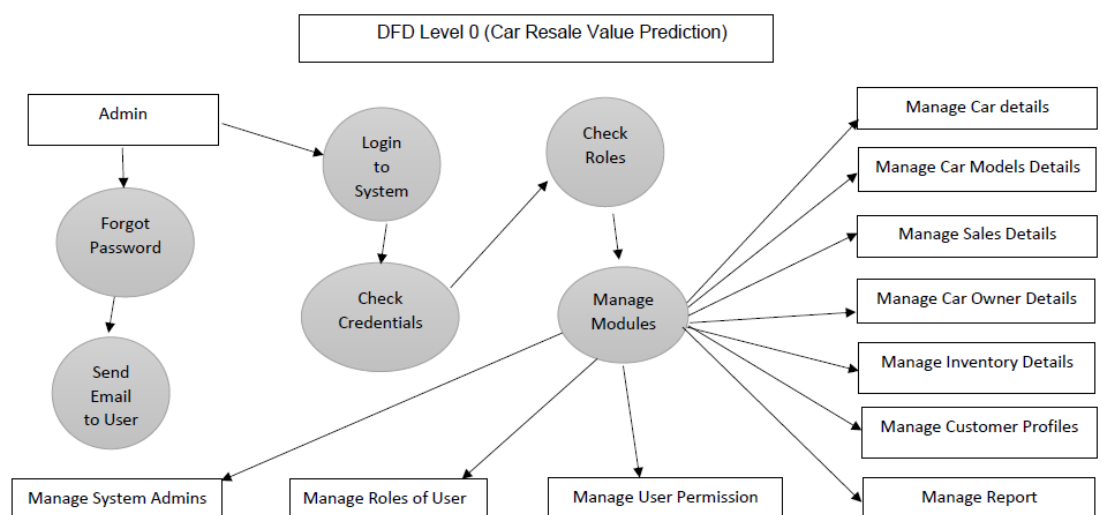 DFD Level 0 (Car Resale Value Prediction)
Admin
Login
to
System
Check
Roles
Manage Car details
Manage Car Models Details
Forgot
Password
Manage Sales Details
Check
Credentials
Manage
Modules
Manage Car Owner Details
Manage Inventory Details
Send
Email
to User
Manage Customer Profiles
Manage System Admins
Manage Roles of User
Manage User Permission
Manage Report